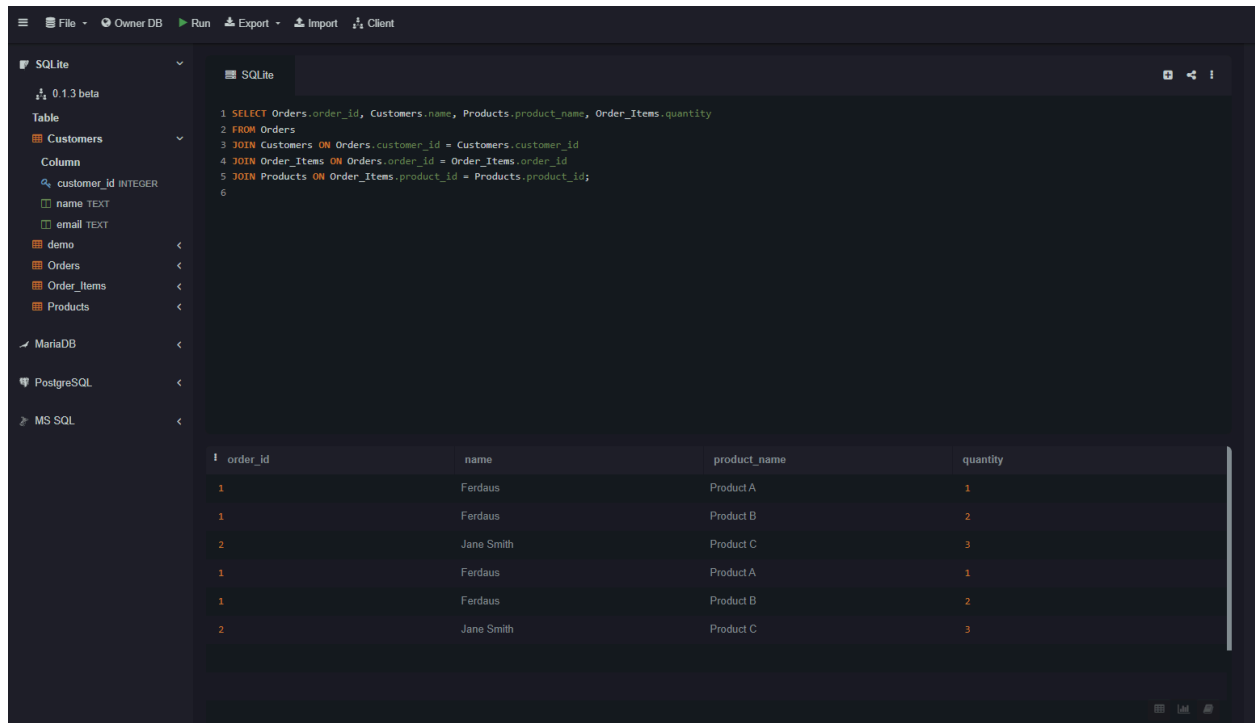 File Owner DB Run Export Import Client
SQLite
0.1.3 beta
Table
Customers
Column
customer_id INTEGER
name TEXT
email TEXT
demo
Orders
Order_Items
Products
MariaDB
PostgreSQL
MS SQL
SQLite
1 SELECT Orders.order_id, Customers.name, Products.product_name, Order_Items.quantity
2 FROM Orders
3 JOIN Customers ON Orders.customer_id = Customers.customer_id
4 JOIN Order_Items ON Orders.order_id = Order_Items.order_id
5 JOIN Products ON Order_Items.product_id = Products.product_id;
6
order_id name product_name quantity
1 Ferdaus Product A 1
1 Ferdaus Product B 2
2 Jane Smith Product C 3
1 Ferdaus Product A 1
1 Ferdaus Product B 2
2 Jane Smith Product C 3